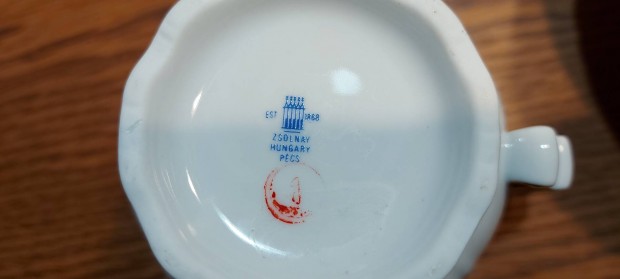 EST 1868
ZSOLNAY
HUNGARY
PECS